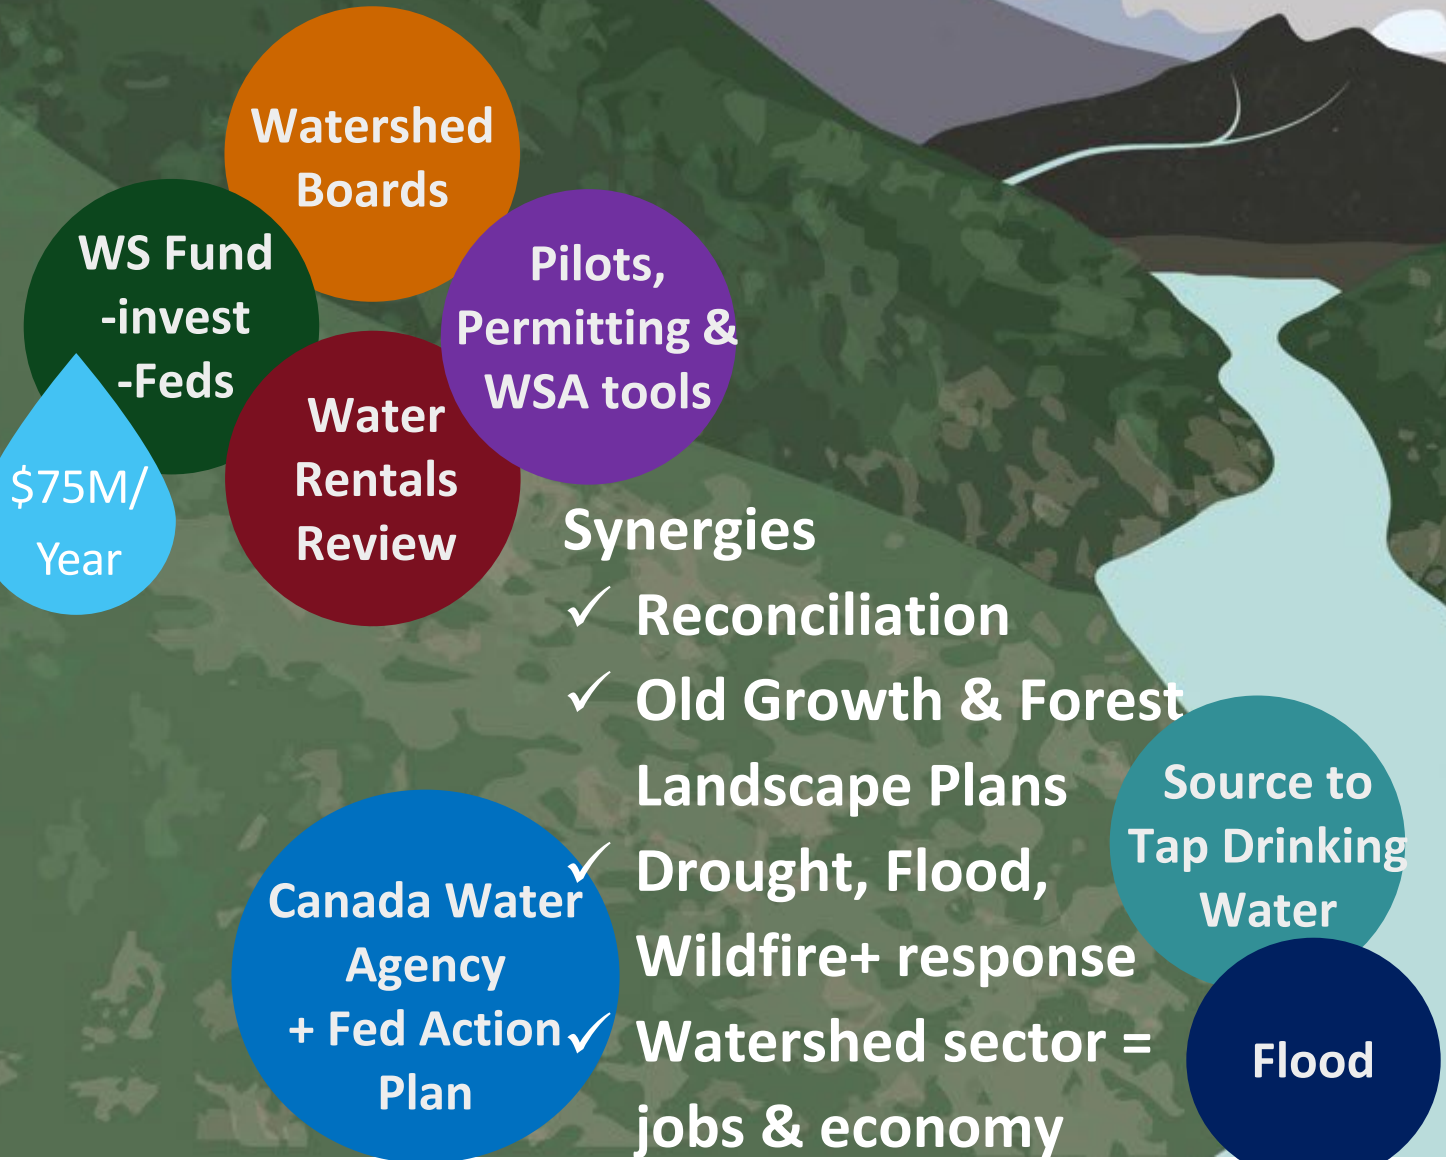 Watershed
Boards
WS Fund
-invest
-Feds
$75M/
Year
Pilots,
Permitting &
WSA tools
Water
Rentals
Review
Synergies
✓ Reconciliation
✓ Old Growth & Forest
Landscape Plans
✓ Drought, Flood,
Wildfire+ response
✓ Watershed sector =
jobs & economy
Canada Water
Agency
+ Fed Action
Plan
Source to
Tap Drinking
Water
Flood